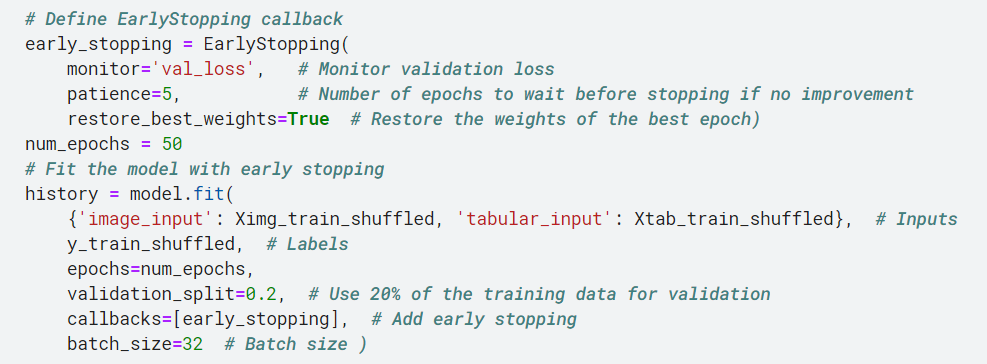 # Define EarlyStopping callback
early_stopping = EarlyStopping(
    monitor='val_loss',   # Monitor validation loss
    patience=5,           # Number of epochs to wait before stopping if no improvement
    restore_best_weights=True  # Restore the weights of the best epoch)
num_epochs = 50
# Fit the model with early stopping
history = model.fit(
    {'image_input': Ximg_train_shuffled, 'tabular_input': Xtab_train_shuffled},  # Inputs
    y_train_shuffled,  # Labels
    epochs=num_epochs,
    validation_split=0.2,  # Use 20% of the training data for validation
    callbacks=[early_stopping],  # Add early stopping
    batch_size=32  # Batch size )